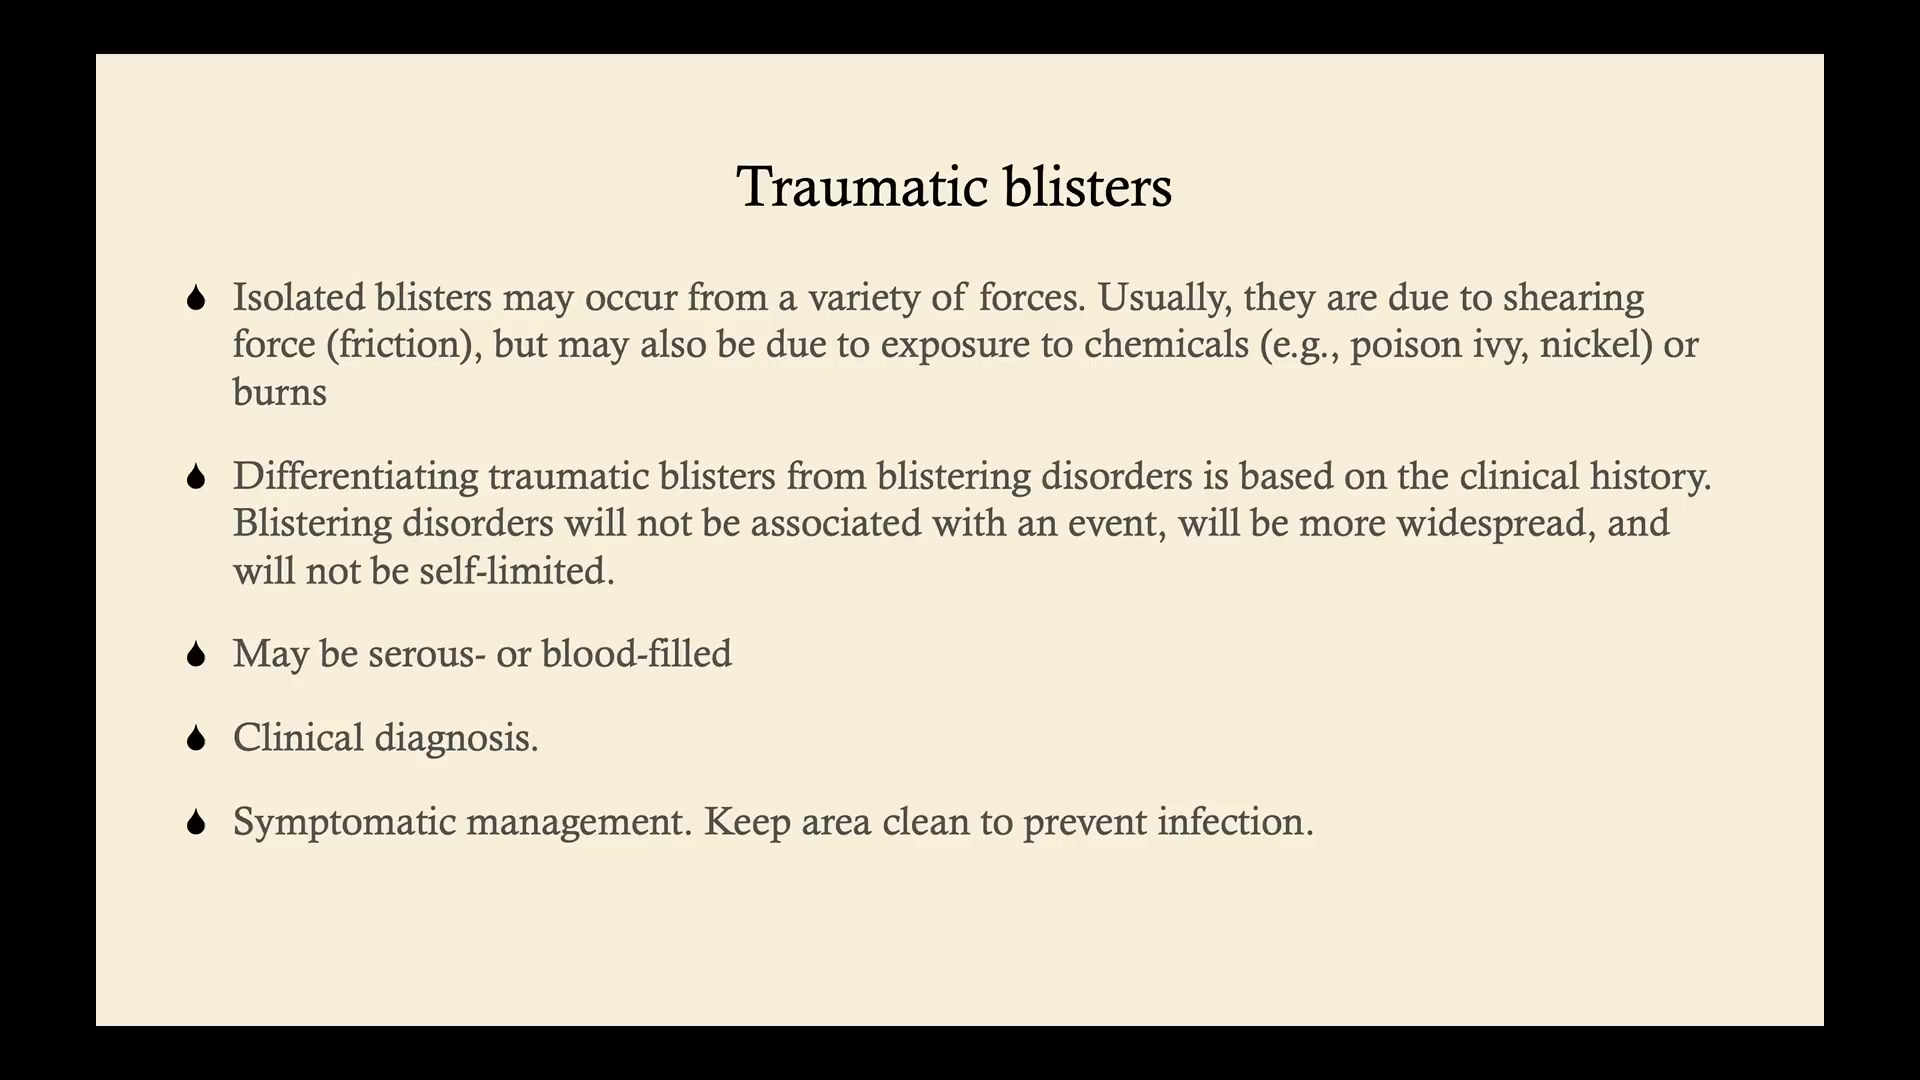 Traumatic blisters
Isolated blisters may occur from a variety of forces. Usually, they are due to shearing
force (friction), but may also be due to exposure to chemicals (e.g., poison ivy, nickel) or
burns
Differentiating traumatic blisters from blistering disorders is based on the clinical history.
Blistering disorders will not be associated with an event, will be more widespread, and
will not be self-limited.
May be serous- or blood-filled
Clinical diagnosis.
Symptomatic management. Keep area clean to prevent infection.